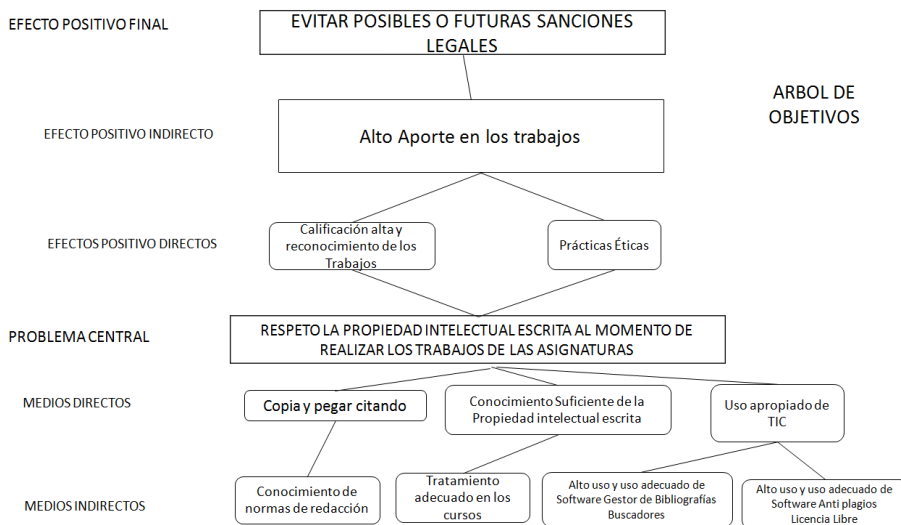 EFECTO POSITIVO FINAL
EVITAR POSIBLES O FUTURAS SANCIONES
LEGALES
ARBOL DE
OBJETIVOS
EFECTO POSITIVO INDIRECTO
Alto Aporte en los trabajos
EFECTOS POSITIVO DIRECTOS
Calificación alta y
reconocimiento de los
Trabajos
Prácticas Éticas
PROBLEMA CENTRAL
RESPETO LA PROPIEDAD INTELECTUAL ESCRITA AL MOMENTO DE
REALIZAR LOS TRABAJOS DE LAS ASIGNATURAS
MEDIOS DIRECTOS
Copia y pegar citando
Conocimiento Suficiente de la
Propiedad intelectual escrita
Uso apropiado de
TIC
MEDIOS INDIRECTOS
Conocimiento de
normas de redacción
Tratamiento
adecuado en los
cursos
Alto uso y uso adecuado de
Software Gestor de Bibliografías
Buscadores
Alto uso y uso adecuado de
Software Anti plagios
Licencia Libre